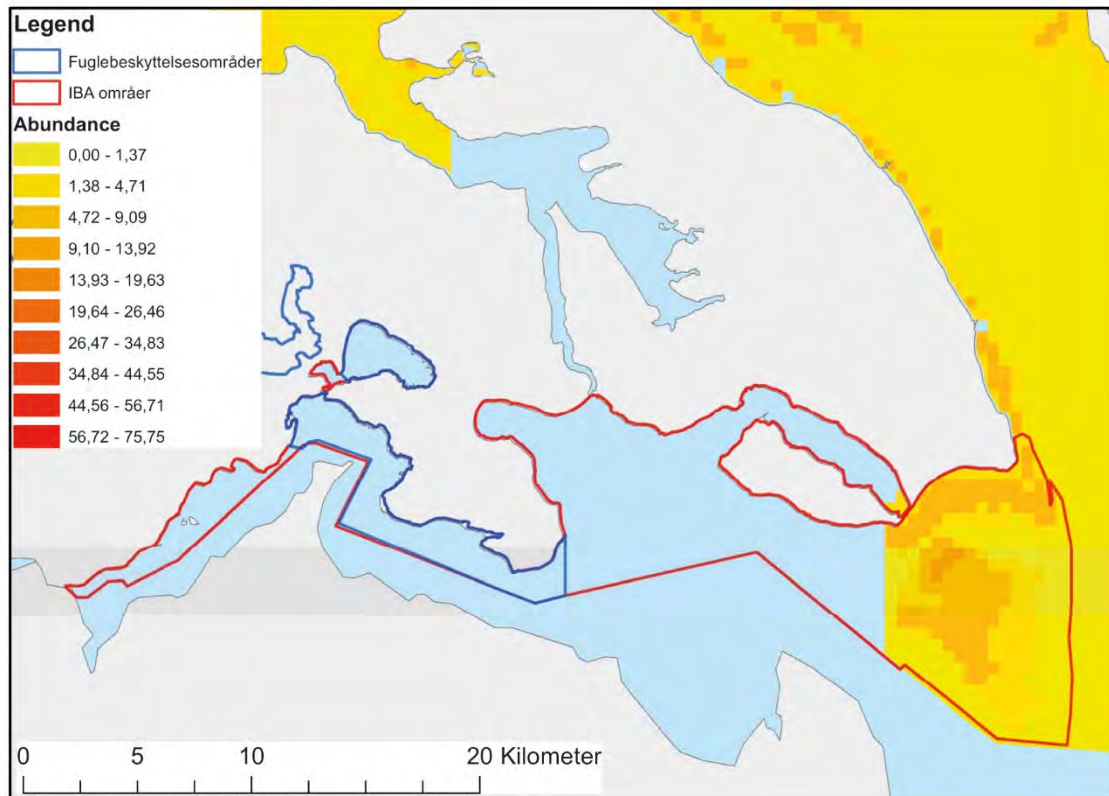 Legend
Fuglebeskyttelsesområder
IBA områer
Abundance
0,00 - 1,37
1,38 - 4,71
4,72 - 9,09
9,10 - 13,92
13,93 - 19,63
19,64 - 26,46
26,47 - 34,83
34,84 - 44,55
44,56 - 56,71
56,72 - 75,75
0 5 10 20 Kilometer